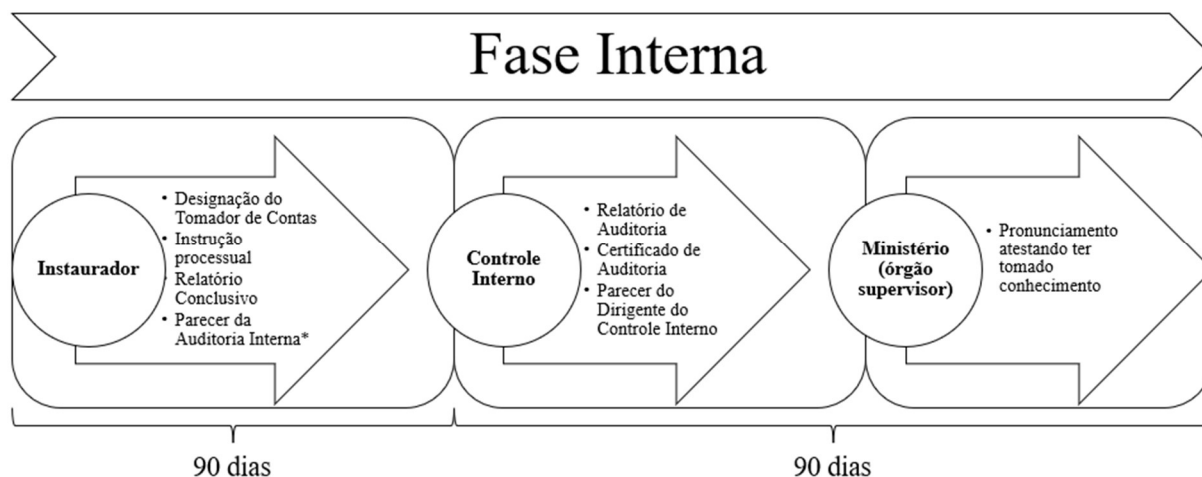 Fase Interna
Instaurador
• Designação do
Tomador de Contas
• Instrução
processual
• Relatório
Conclusivo
• Parecer da
Auditoria Interna*
Controle
Interno
• Relatório de
Auditoria
• Certificado de
Auditoria
• Parecer do
Dirigente do
Controle Interno
Ministério
(órgão
supervisor)
• Pronunciamento
atestando ter
tomado
conhecimento
90 dias
90 dias